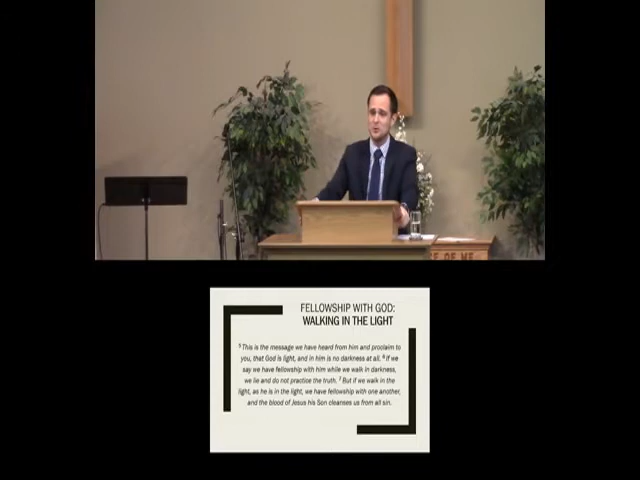 SE OF ME
FELLOWSHIP WITH GOD:
WALKING IN THE LIGHT
5 This is the message we have heard from him and proclaim to
you, that God is light, and in him is no darkness at all. 6 If we
say we have fellowship with him while we walk in darkness,
we lie and do not practice the truth. 7 But if we walk in the
light, as he is in the light, we have fellowship with one another,
and the blood of Jesus his Son cleanses us from all sin.